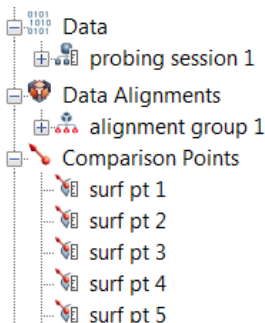 Data
probing session 1
Data Alignments
alignment group 1
Comparison Points
surf pt 1
surf pt 2
surf pt 3
surf pt 4
surf pt 5